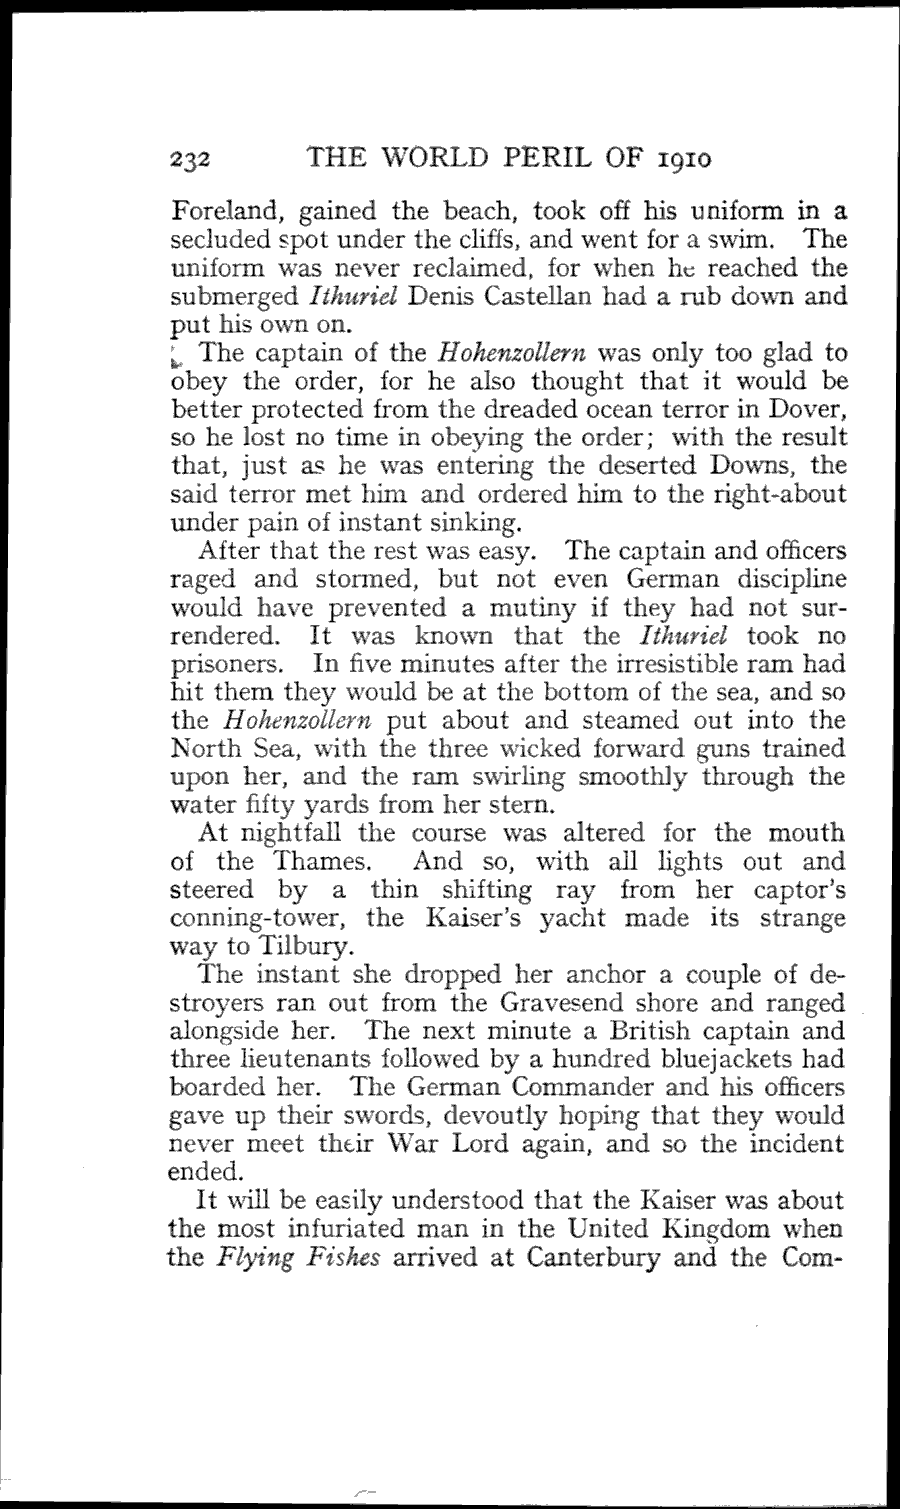 232 THE WORLD PERIL OF 1910
Foreland, gained the beach, took off his uniform in a
secluded spot under the cliffs, and went for a swim. The
uniform was never reclaimed, for when he reached the
submerged Ithuriel Denis Castellan had a rub down and
put his own on.
The captain of the Hohenzollern was only too glad to
obey the order, for he also thought that it would be
better protected from the dreaded ocean terror in Dover,
so he lost no time in obeying the order; with the result
that, just as he was entering the deserted Downs, the
said terror met him and ordered him to the right-about
under pain of instant sinking.
After that the rest was easy. The captain and officers
raged and stormed, but not even German discipline
would have prevented a mutiny if they had not sur-
rendered. It was known that the Ithuriel took no
prisoners. In five minutes after the irresistible ram had
hit them they would be at the bottom of the sea, and so
the Hohenzollern put about and steamed out into the
North Sea, with the three wicked forward guns trained
upon her, and the ram swirling smoothly through the
water fifty yards from her stern.
At nightfall the course was altered for the mouth
of the Thames. And so, with all lights out and
steered by a thin shifting ray from her captor's
conning-tower, the Kaiser's yacht made its strange
way to Tilbury.
The instant she dropped her anchor a couple of de-
stroyers ran out from the Gravesend shore and ranged
alongside her. The next minute a British captain and
three lieutenants followed by a hundred bluejackets had
boarded her. The German Commander and his officers
gave up their swords, devoutly hoping that they would
never meet their War Lord again, and so the incident
ended.
It will be easily understood that the Kaiser was about
the most infuriated man in the United Kingdom when
the Flying Fishes arrived at Canterbury and the Com-